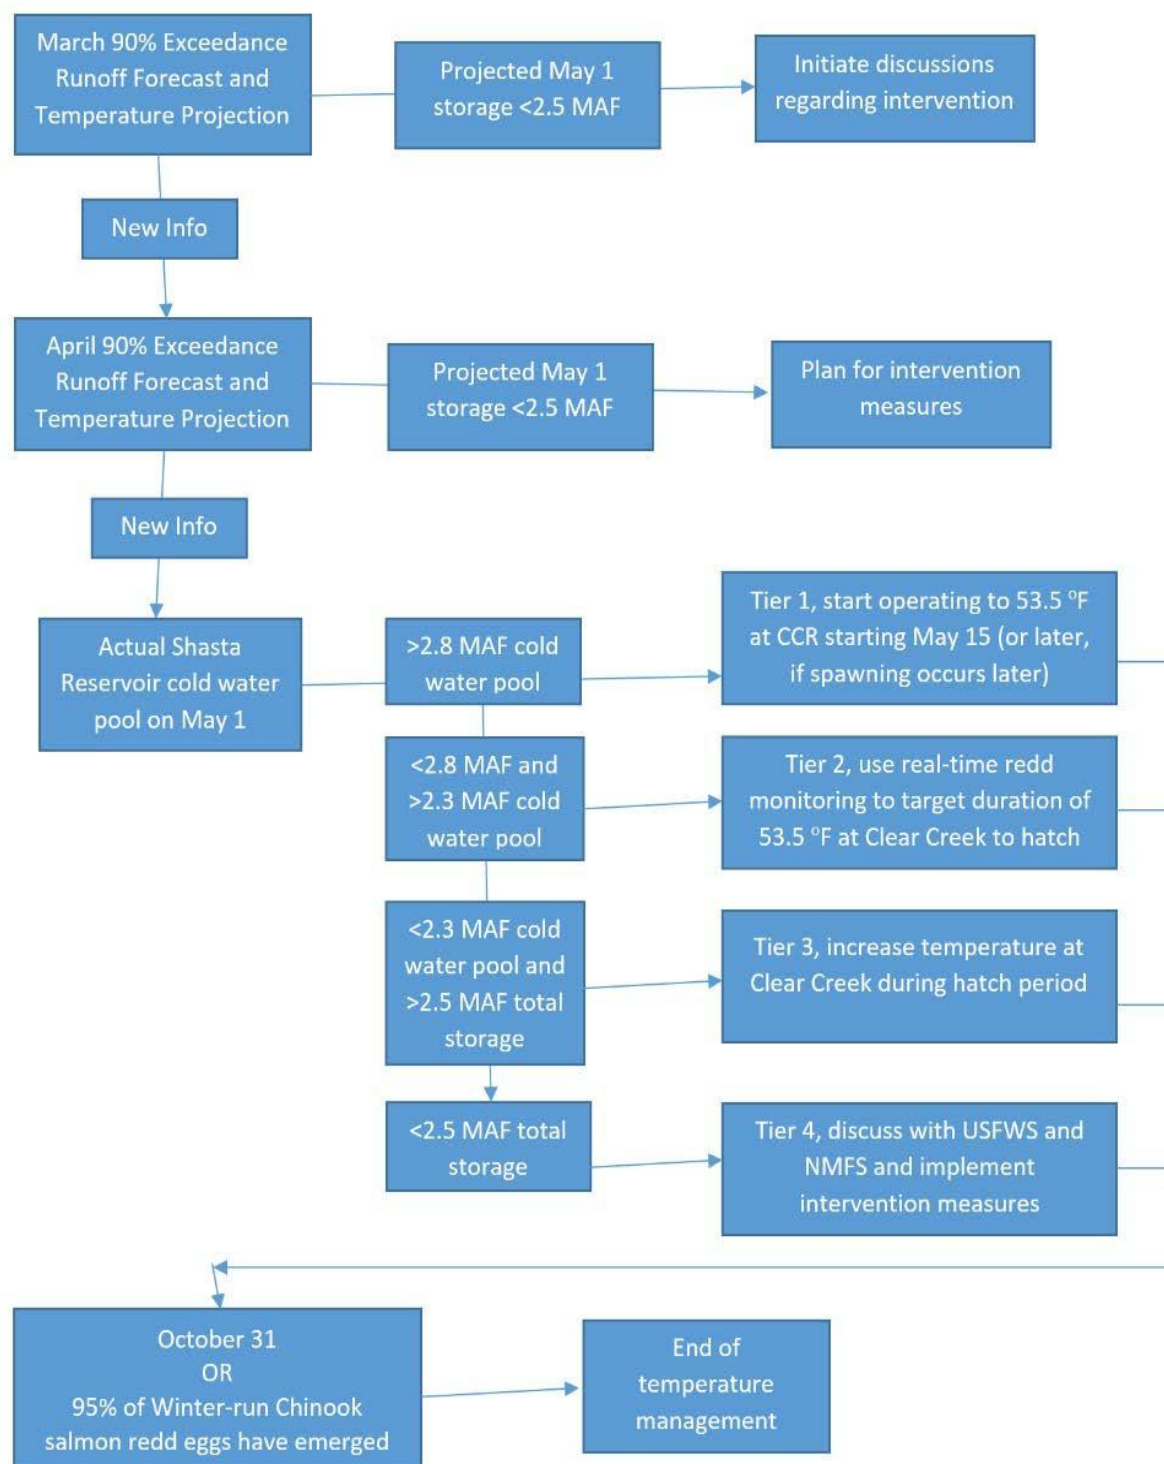 March 90% Exceedance
Runoff Forecast and
Temperature Projection
Projected May 1
storage <2.5 MAF
Initiate discussions
regarding intervention
New Info
April 90% Exceedance
Runoff Forecast and
Temperature Projection
Projected May 1
storage <2.5 MAF
Plan for intervention
measures
New Info
Actual Shasta
Reservoir cold water
pool on May 1
>2.8 MAF cold
water pool
Tier 1, start operating to 53.5 °F
at CCR starting May 15 (or later,
if spawning occurs later)
<2.8 MAF and
>2.3 MAF cold
water pool
Tier 2, use real-time redd
monitoring to target duration of
53.5 °F at Clear Creek to hatch
<2.3 MAF cold
water pool and
>2.5 MAF total
storage
Tier 3, increase temperature at
Clear Creek during hatch period
<2.5 MAF total
storage
Tier 4, discuss with USFWS and
NMFS and implement
intervention measures
October 31
OR
95% of Winter-run Chinook
salmon redd eggs have emerged
End of
temperature
management